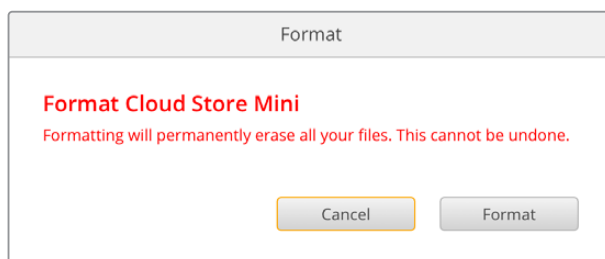 Format
Format Cloud Store Mini
Formatting will permanently erase all your files. This cannot be undone.
Cancel
Format